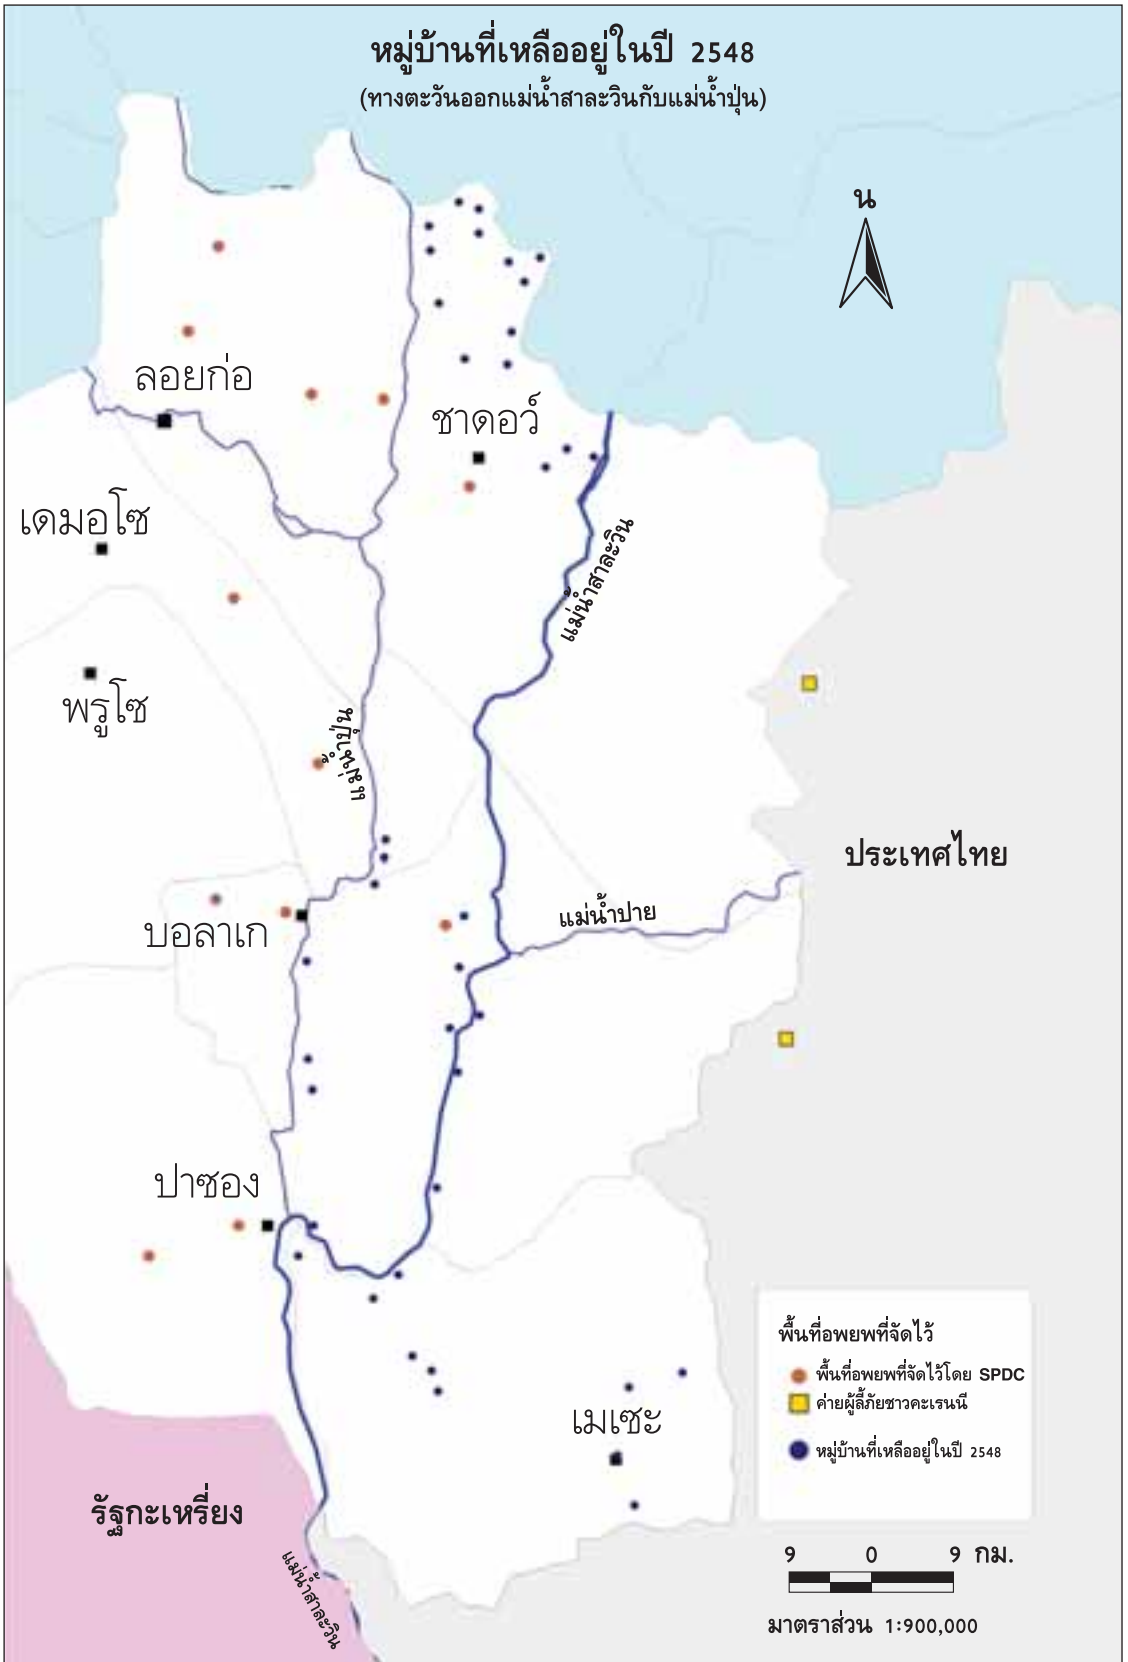 หมู่บ้านที่เหลืออยู่ในปี 2548
(ทางตะวันออกแม่น้ำสาละวินกับแม่น้ำปุ่น)
น
ลอยก่อ
ชาดอว์
เดมอโซ
แม่น้ำสาละวิน
พรูโซ
แม่น้ำปุ่น
ประเทศไทย
แม่น้ำปาย
บอลาเก
ปาซอง
พื้นที่อพยพที่จัดไว้
พื้นที่อพยพที่จัดไว้โดย SPDC
ค่ายผู้ลี้ภัยชาวคะเรนนี
หมู่บ้านที่เหลืออยู่ในปี 2548
เมเซะ
รัฐกะเหรี่ยง
แม่น้ำสาละวิน
9 0 9 กม.
มาตราส่วน 1:900,000